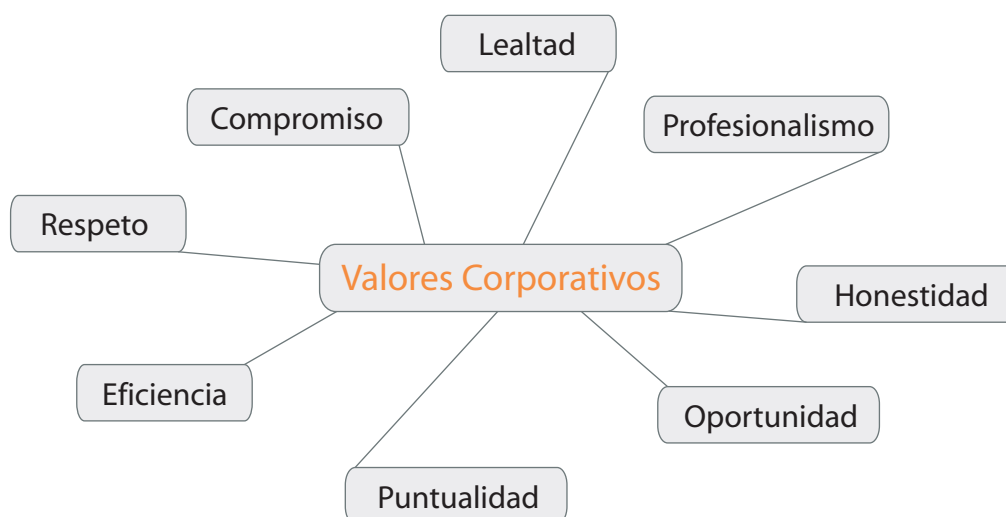 Lealtad
Compromiso
Profesionalismo
Respeto
Valores Corporativos
Honestidad
Eficiencia
Oportunidad
Puntualidad